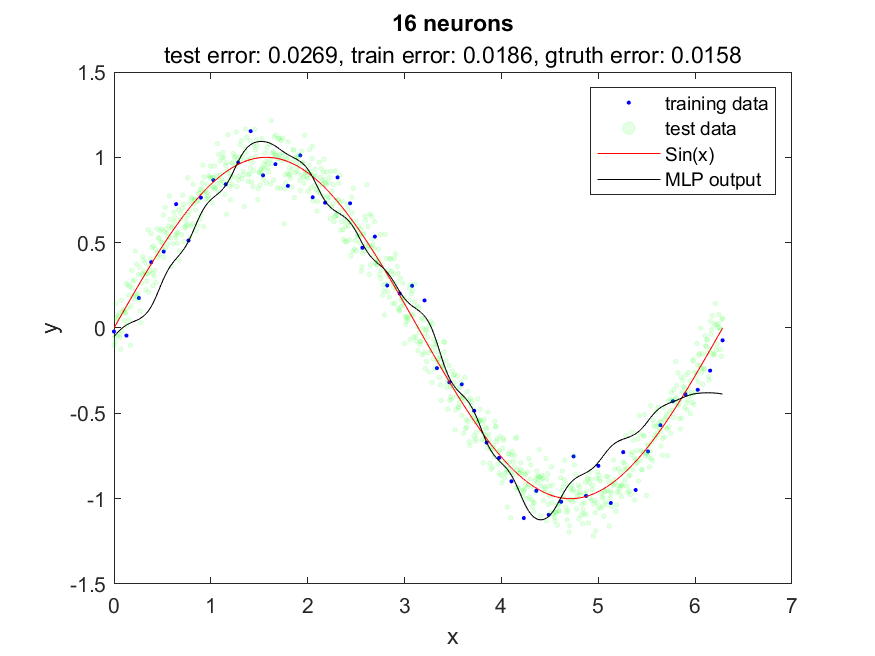 16 neurons
test error: 0.0269, train error: 0.0186, gtruth error: 0.0158
training data
test data
Sin(x)
MLP output
1.5
1
0.5
0
-0.5
-1
-1.5
y
0 1 2 3 4 5 6 7
x